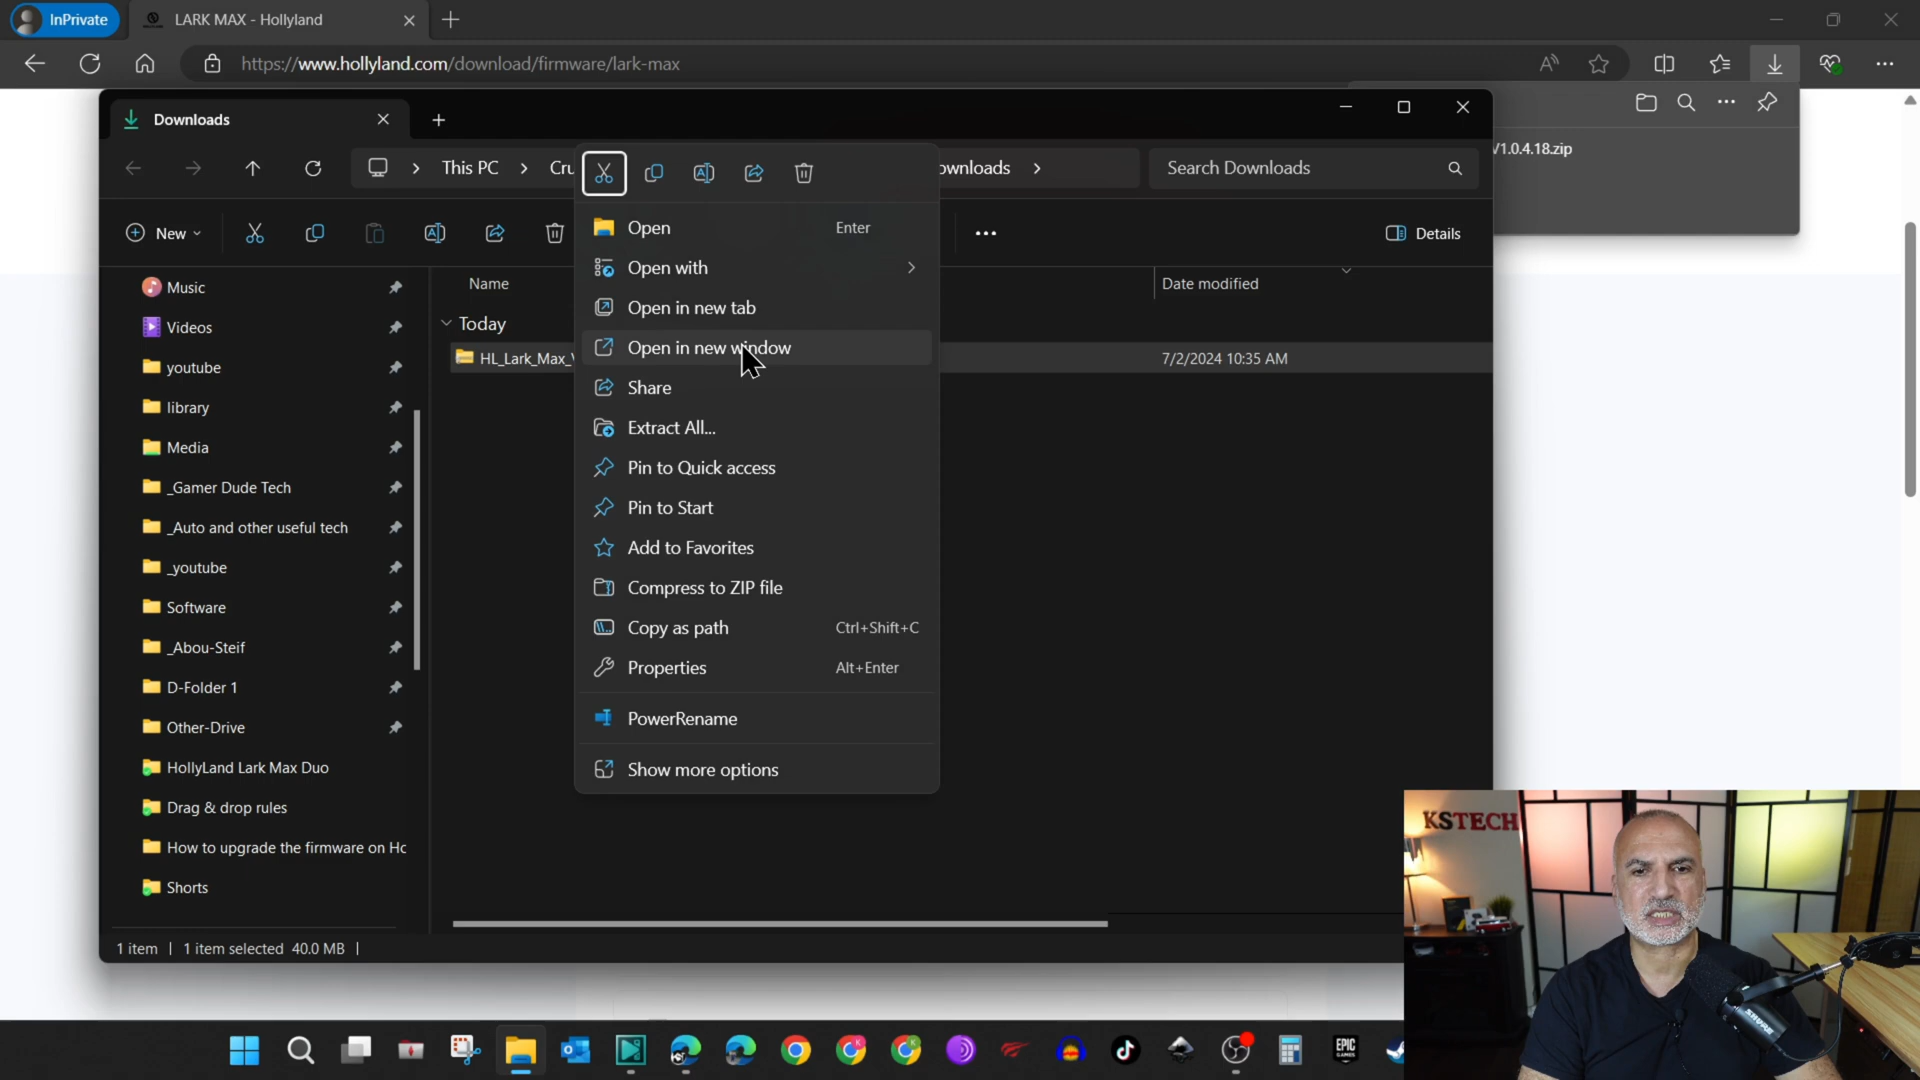 InPrivate
LARK MAX - Hollyland
https://www.hollyland.com/download/firmware/lark-max
Downloads
This PC
ownloads
Search Downloads
V1.0.4.18.zip
New
Details
Name
Date modified
Today
HL_Lark_Max_
7/2/2024 10:35 AM
Music
Videos
youtube
library
Media
_Gamer Dude Tech
_Auto and other useful tech
_youtube
Software
_Abou-Steif
D-Folder 1
Other-Drive
HollyLand Lark Max Duo
Drag & drop rules
How to upgrade the firmware on Hc
Shorts
Open Enter
Open with
Open in new tab
Open in new window
Share
Extract All...
Pin to Quick access
Pin to Start
Add to Favorites
Compress to ZIP file
Copy as path Ctrl+Shift+C
Properties Alt+Enter
PowerRename
Show more options
1 item 1 item selected 40.0 MB
KSTECH
SHURE
EPIC
GAMES